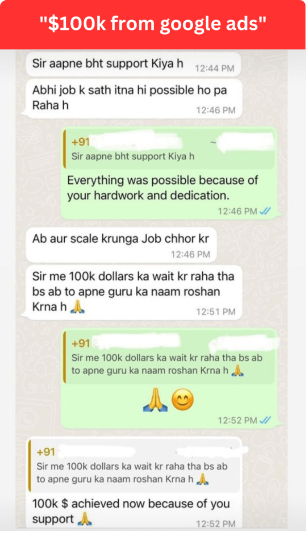 "$100k from google ads"
Sir aapne bht support Kiya h 12:44 PM
Abhi job k sath itna hi possible ho pa
Raha h 12:46 PM
+91 ~
Sir aapne bht support Kiya h
Everything was possible because of
your hardwork and dedication.
12:46 PM
Ab aur scale krunga Job chhor kr
12:46 PM
Sir me 100k dollars ka wait kr raha tha
bs ab to apne guru ka naam roshan
Krna h 🙏 12:51 PM
+91
Sir me 100k dollars ka wait kr raha tha bs ab
to apne guru ka naam roshan Krna h 🙏
🙏😊
12:52 PM
+91
Sir me 100k dollars ka wait kr raha tha bs ab
to apne guru ka naam roshan Krna h 🙏
100k $ achieved now because of you
support 🙏 12:52 PM